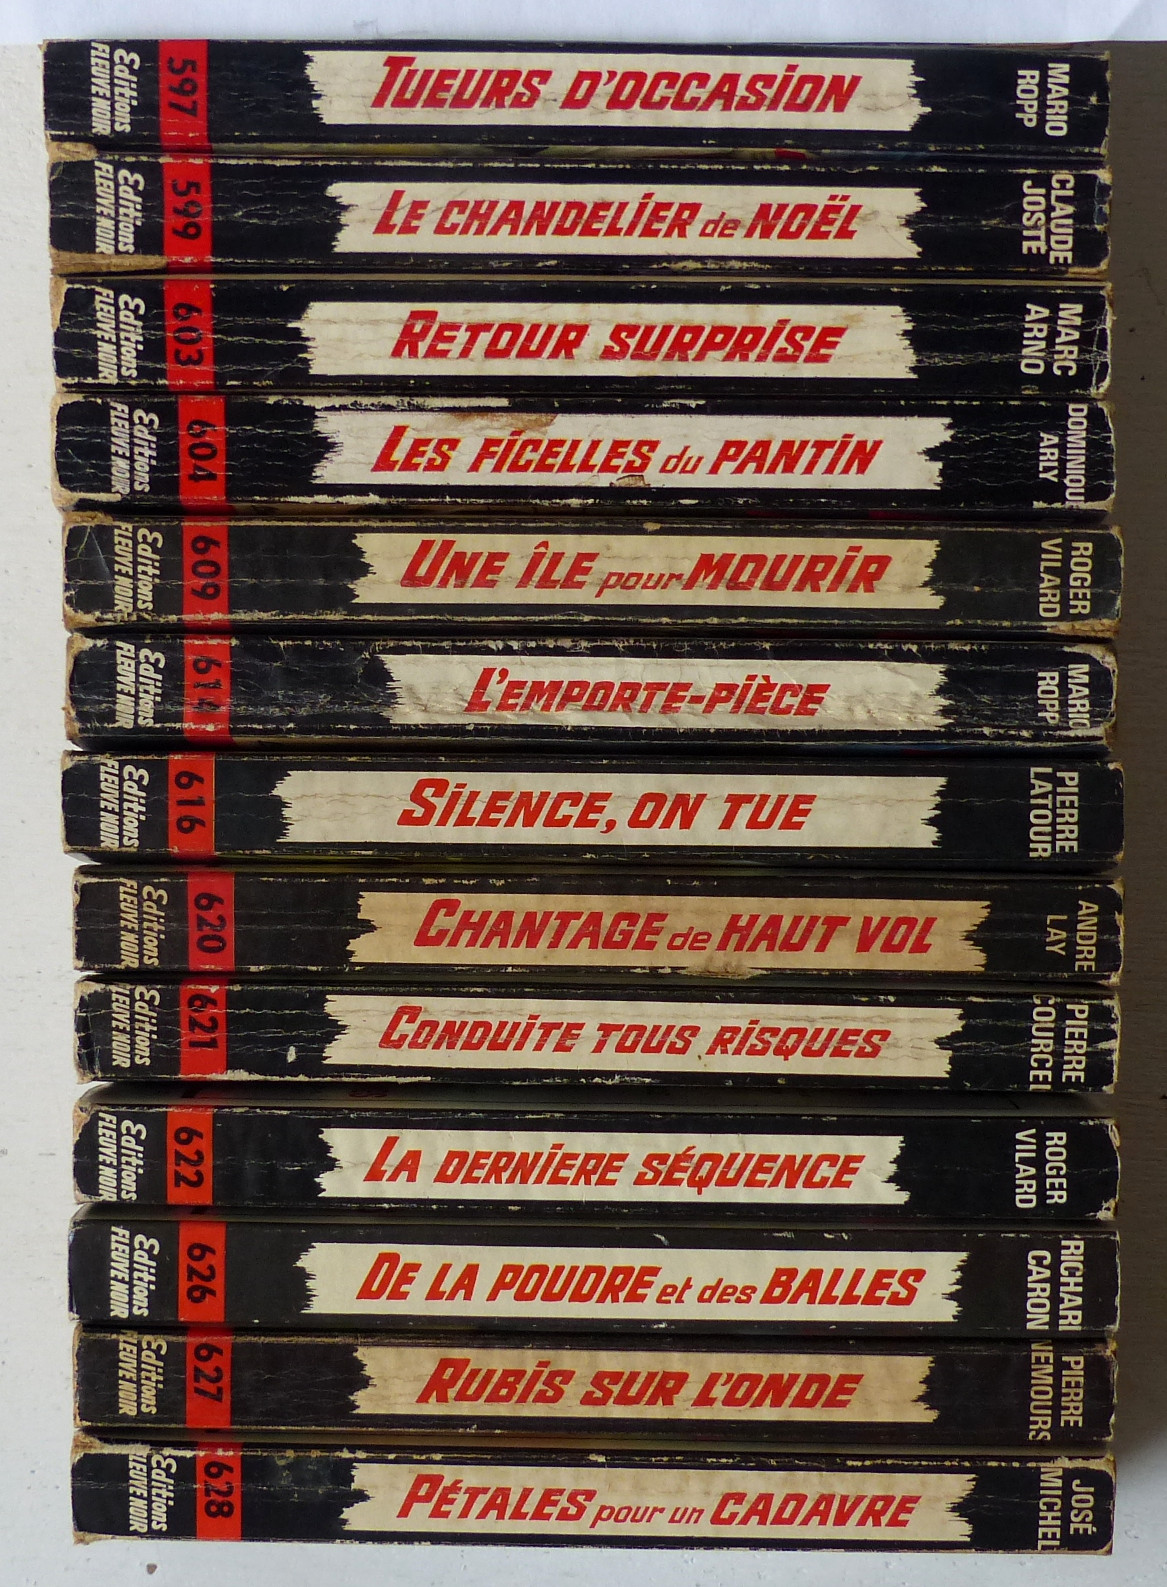 Editions
FLEUVE NOIR
597
TUEURS D'OCCASION
MARIO
ROPP
Editions
FLEUVE NOIR
599
LE CHANDELIER de NOËL
CLAUDE
JOSTE
Editions
FLEUVE NOIR
603
RETOUR SURPRISE
MARC
ARNO
Editions
FLEUVE NOIR
604
LES FICELLES du PANTIN
DOMINIQU
ARLY
Editions
FLEUVE NOIR
609
UNE ÎLE pour MOURIR
ROGER
VILARD
Editions
FLEUVE NOIR
614
L'EMPORTE-PIÈCE
MARIO
ROPP
Editions
FLEUVE NOIR
616
SILENCE, ON TUE
PIERRE
LATOUR
Editions
FLEUVE NOIR
620
CHANTAGE de HAUT VOL
ANDRE
LAY
Editions
FLEUVE NOIR
621
CONDUITE TOUS RISQUES
PIERRE
COURCEL
Editions
FLEUVE NOIR
622
LA DERNIERE SÉQUENCE
ROGER
VILARD
Editions
FLEUVE NOIR
626
DE LA POUDRE et des BALLES
RICHAR
CARON
Editions
FLEUVE NOIR
627
RUBIS SUR L'ONDE
PIERRE
NEMOURS
Editions
FLEUVE NOIR
628
PÉTALES pour un CADAVRE
JOSÉ
MICHEL